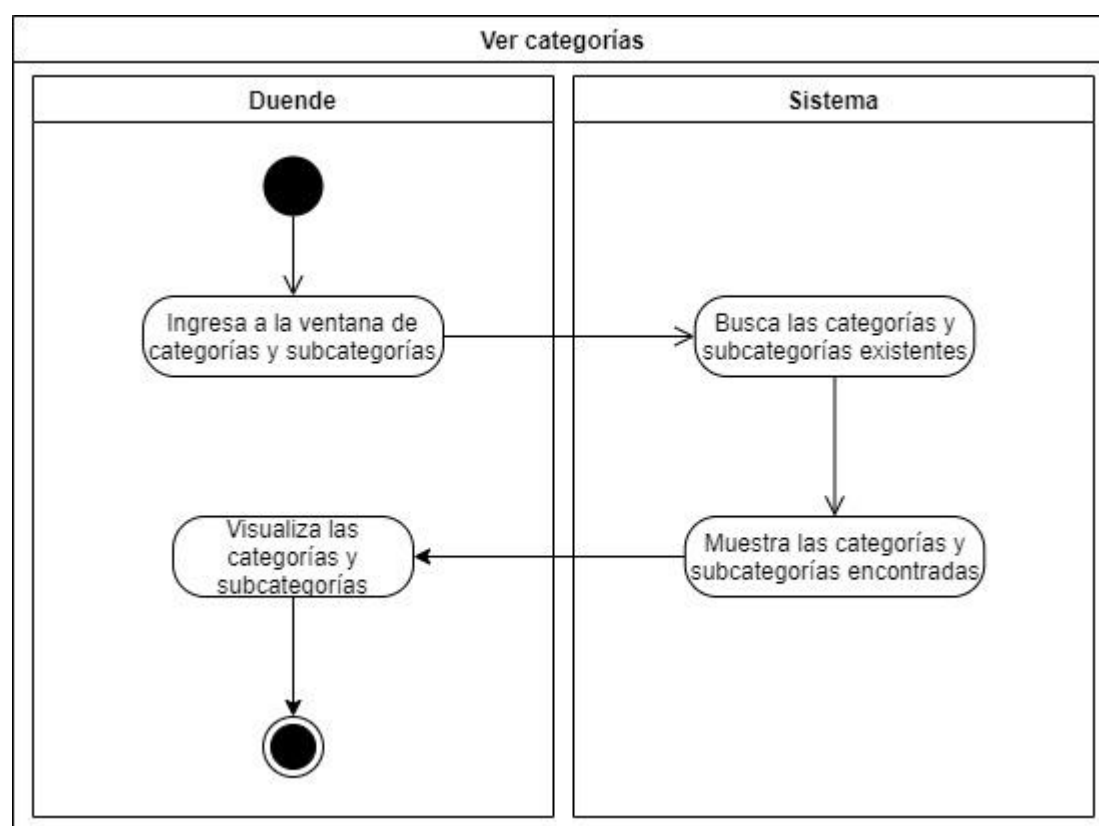 Ver categorías
Duende
Sistema
Ingresa a la ventana de
categorías y subcategorías
Busca las categorías y
subcategorías existentes
Visualiza las
categorías y
subcategorías
Muestra las categorías y
subcategorías encontradas